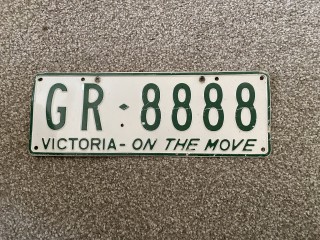 GR♦8888
VICTORIA - ON THE MOVE